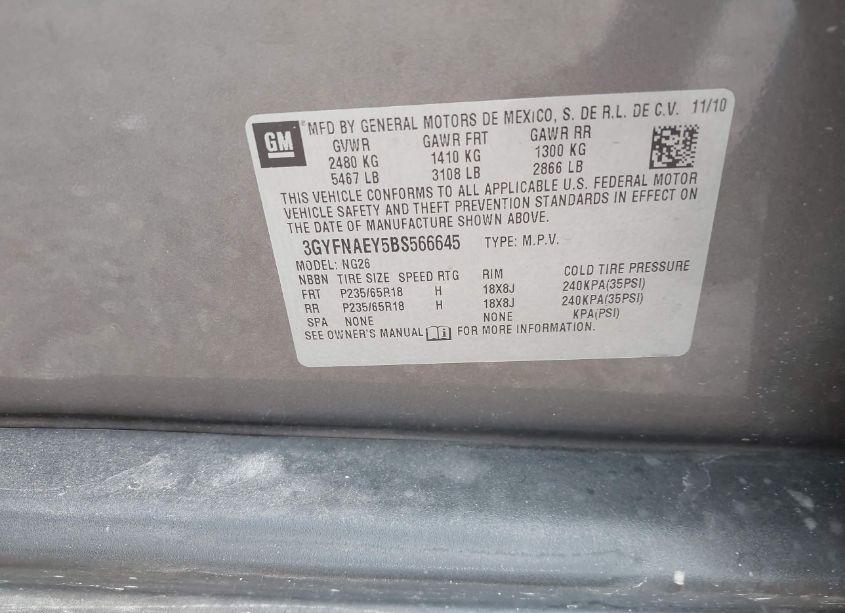 GM
® MFD BY GENERAL MOTORS DE MEXICO, S. DE R.L. DE C.V. 11/10
GVWR GAWR FRT GAWR RR
2480 KG 1410 KG 1300 KG
5467 LB 3108 LB 2866 LB
THIS VEHICLE CONFORMS TO ALL APPLICABLE U.S. FEDERAL MOTOR
VEHICLE SAFETY AND THEFT PREVENTION STANDARDS IN EFFECT ON
THE DATE OF MANUFACTURE SHOWN ABOVE.
3GYFNAEY5BS566645 TYPE: M.P.V.
MODEL: NG26
NBBN TIRE SIZE SPEED RTG RIM COLD TIRE PRESSURE
FRT P235/65R18 H 18X8J 240KPA(35PSI)
RR P235/65R18 H 18X8J 240KPA(35PSI)
SPA NONE NONE KPA(PSI)
SEE OWNER'S MANUAL FOR MORE INFORMATION.